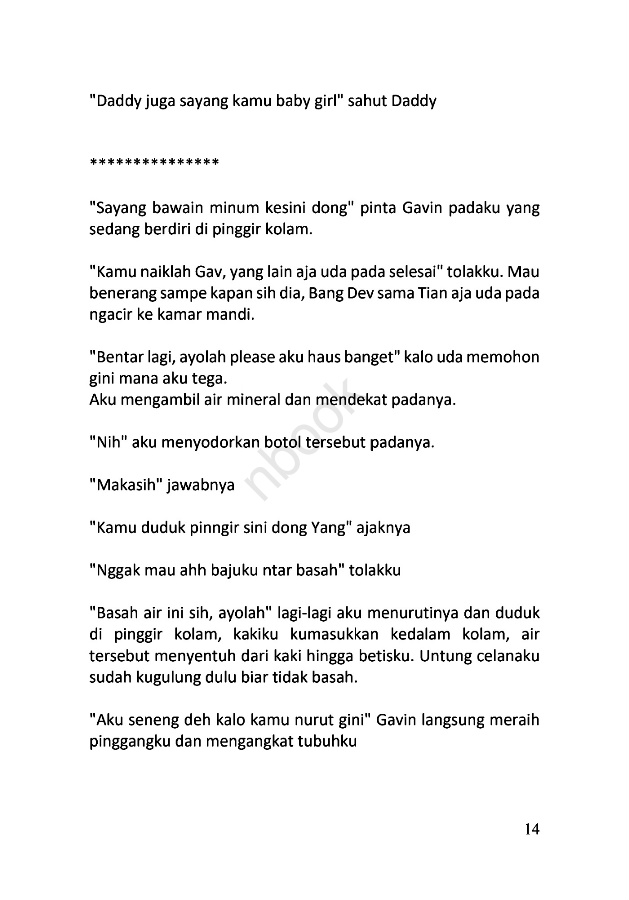 "Daddy juga sayang kamu baby girl" sahut Daddy
***************
"Sayang bawain minum kesini dong" pinta Gavin padaku yang
sedang berdiri di pinggir kolam.
"Kamu naiklah Gav, yang lain aja uda pada selesai" tolakku. Mau
benerang sampe kapan sih dia, Bang Dev sama Tian aja uda pada
ngacir ke kamar mandi.
"Bentar lagi, ayolah please aku haus banget" kalo uda memohon
gini mana aku tega.
Aku mengambil air mineral dan mendekat padanya.
"Nih" aku menyodorkan botol tersebut padanya.
"Makasih" jawabnya
"Kamu duduk pinngir sini dong Yang" ajaknya
"Nggak mau ahh bajuku ntar basah" tolakku
"Basah air ini sih, ayolah" lagi-lagi aku menurutinya dan duduk
di pinggir kolam, kakiku kumasukkan kedalam kolam, air
tersebut menyentuh dari kaki hingga betisku. Untung celanaku
sudah kugulung dulu biar tidak basah.
"Aku seneng deh kalo kamu nurut gini" Gavin langsung meraih
pinggangku dan mengangkat tubuhku
nbook
14